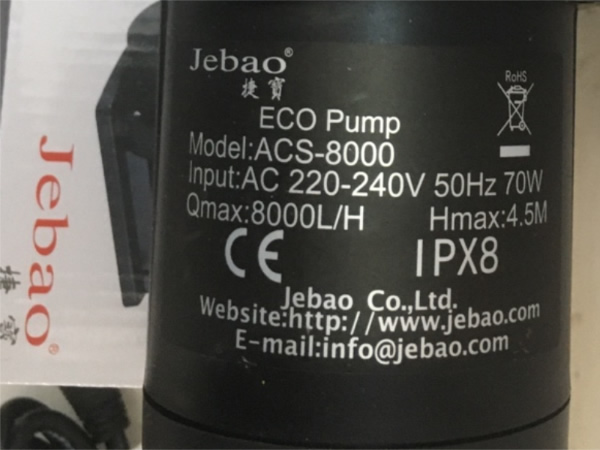 Jebao®
捷寶
RoHS
ECO Pump
Model:ACS-8000
Input:AC 220-240V 50Hz 70W
Qmax:8000L/H Hmax:4.5M
CE IPX8
Jebao Co.,Ltd.
Website:http://www.jebao.com
E-mail:info@jebao.com
Jebao®
捷寶